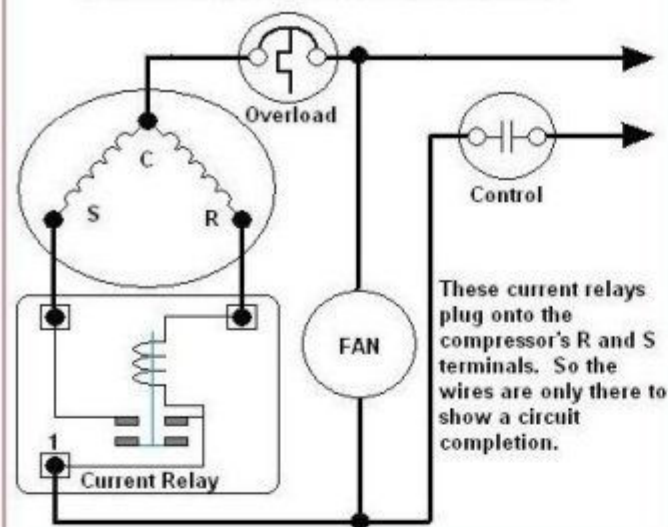 Overload
C
S
R
Control
FAN
These current relays
plug onto the
compressor's R and S
terminals. So the
wires are only there to
show a circuit
completion.
1
Current Relay